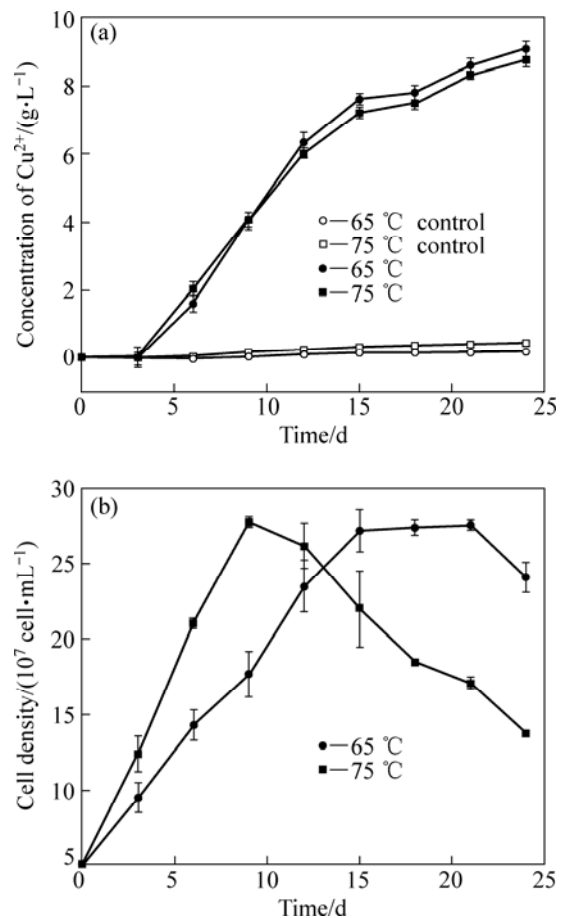 (a)
10
8
6
4
2
0
Concentration of Cu²⁺/(g·L⁻¹)
65 ℃ control
75 ℃ control
65 ℃
75 ℃
0 5 10 15 20 25
Time/d
(b)
30
25
20
15
10
5
Cell density/(10⁷ cell·mL⁻¹)
65 ℃
75 ℃
0 5 10 15 20 25
Time/d